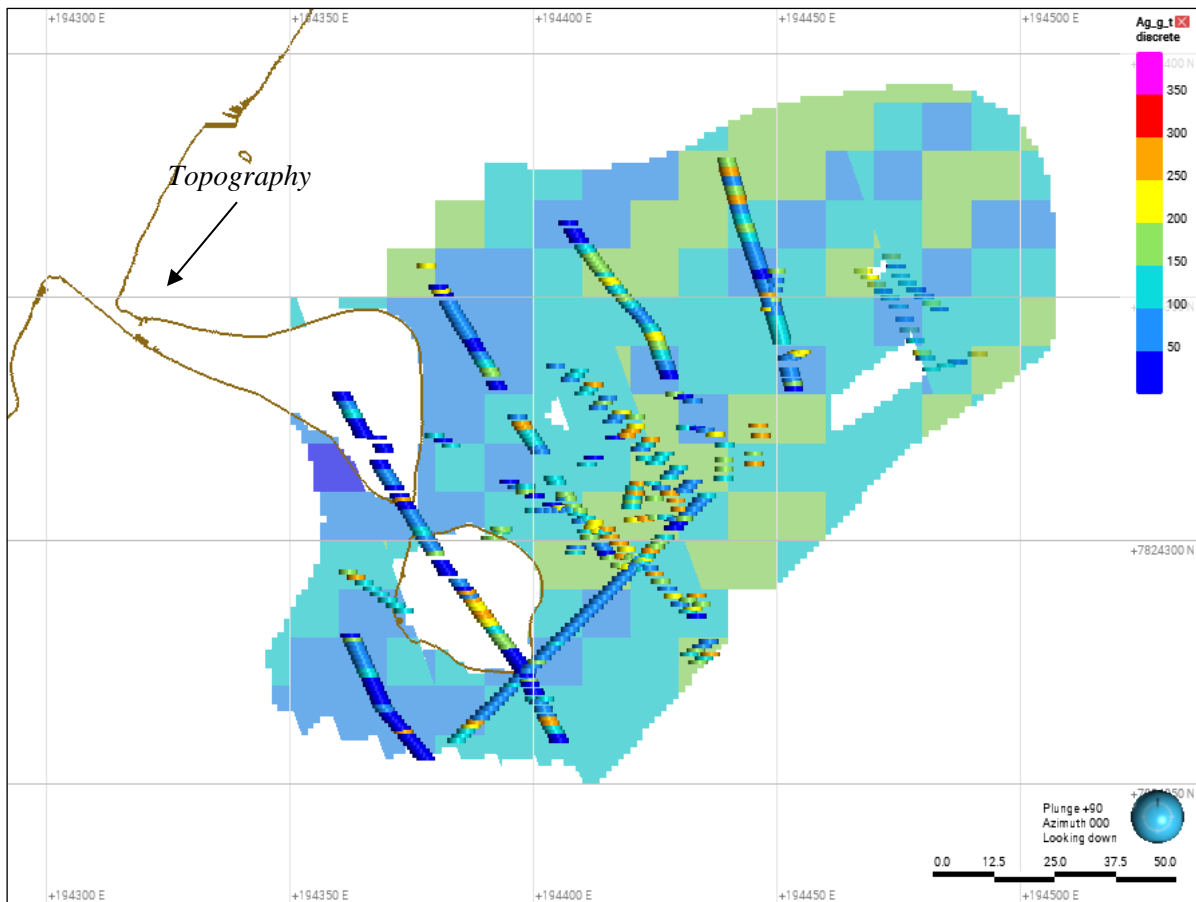 +194300 E
+194350 E
+194400 E
+194450 E
+194500 E
Ag_g_t
discrete
350
300
250
200
150
100
50
Topography
+7824300 N
Plunge +90
Azimuth 000
Looking down
0.0 12.5 25.0 37.5 50.0
+194300 E
+194350 E
+194400 E
+194450 E
+194500 E